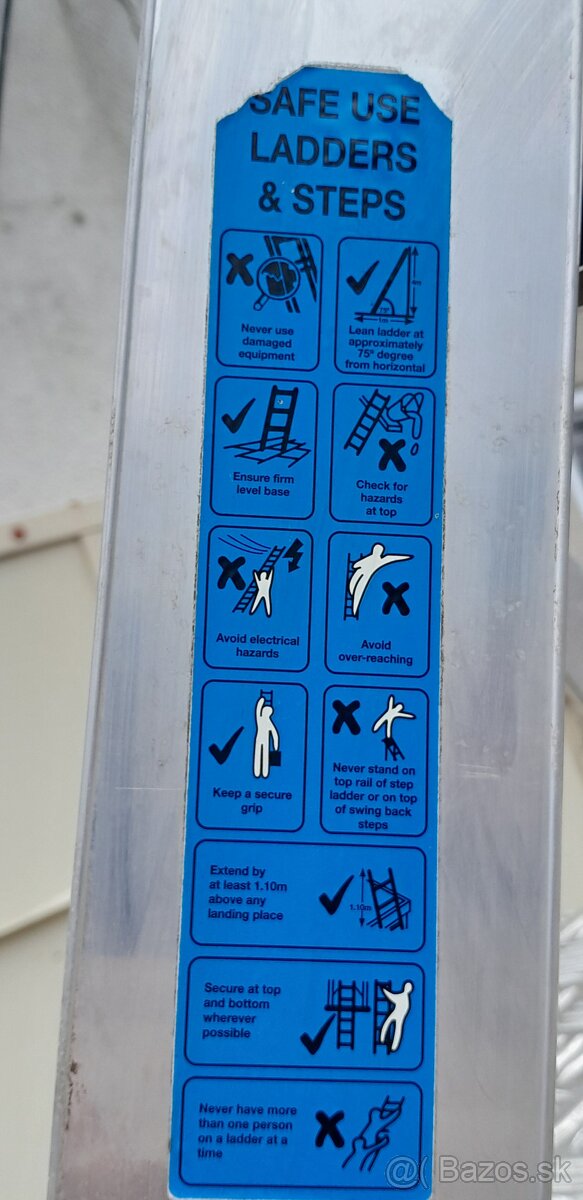 SAFE USE
LADDERS
& STEPS
Never use
damaged
equipment
4m
75°
1m
Lean ladder at
approximately
75° degree
from horizontal
Ensure firm
level base
Check for
hazards
at top
Avoid electrical
hazards
Avoid
over-reaching
Keep a secure
grip
Never stand on
top rail of step
ladder or on top
of swing back
steps
Extend by
at least 1.10m
above any
landing place
1.10m
Secure at top
and bottom
wherever
possible
Never have more
than one person
on a ladder at a
time
Bazos.sk